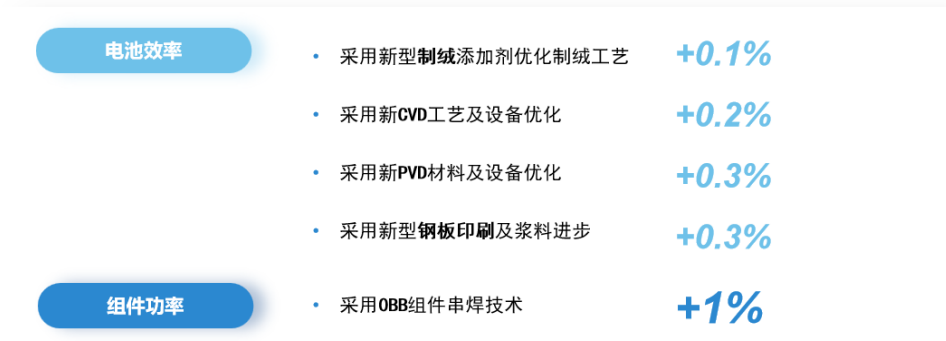 电池效率
• 采用新型制绒添加剂优化制绒工艺 +0.1%
• 采用新CVD工艺及设备优化 +0.2%
• 采用新PVD材料及设备优化 +0.3%
• 采用新型钢板印刷及浆料进步 +0.3%
组件功率
• 采用0BB组件串焊技术 +1%